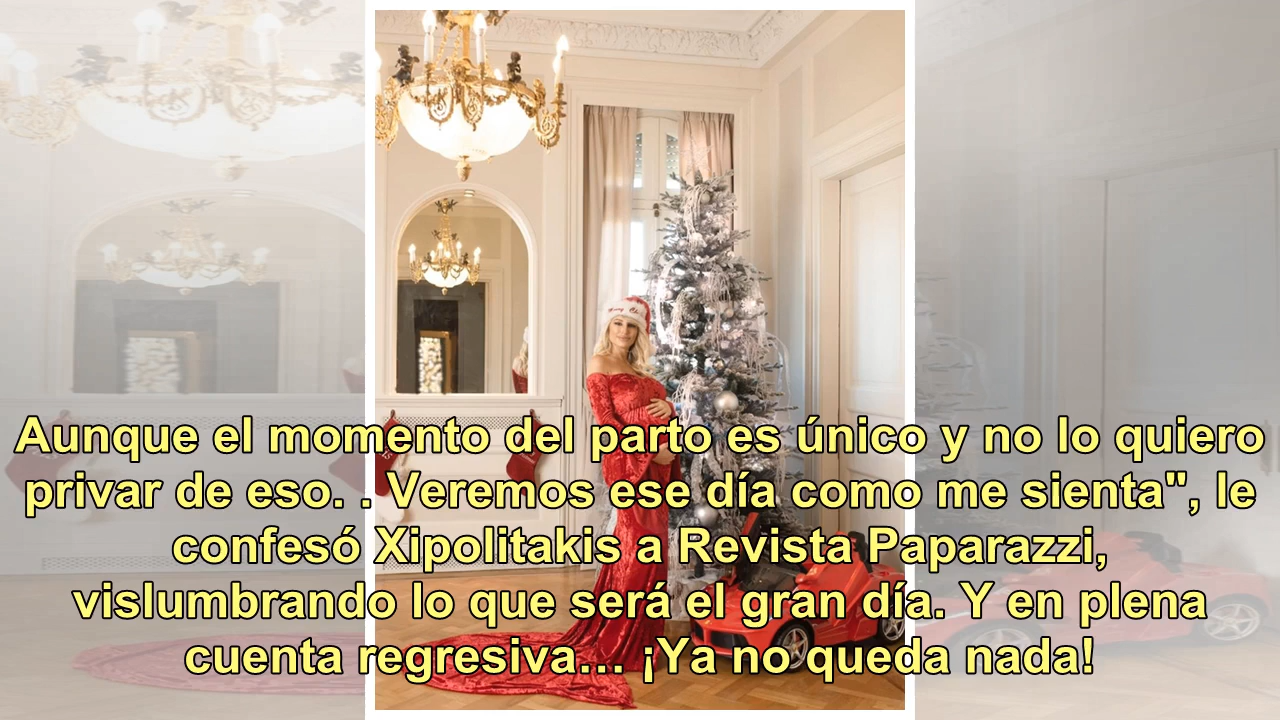 Aunque el momento del parto es único y no lo quiero
privar de eso. . Veremos ese día como me sienta", le
confesó Xipolitakis a Revista Paparazzi,
vislumbrando lo que será el gran día. Y en plena
cuenta regresiva… ¡Ya no queda nada!